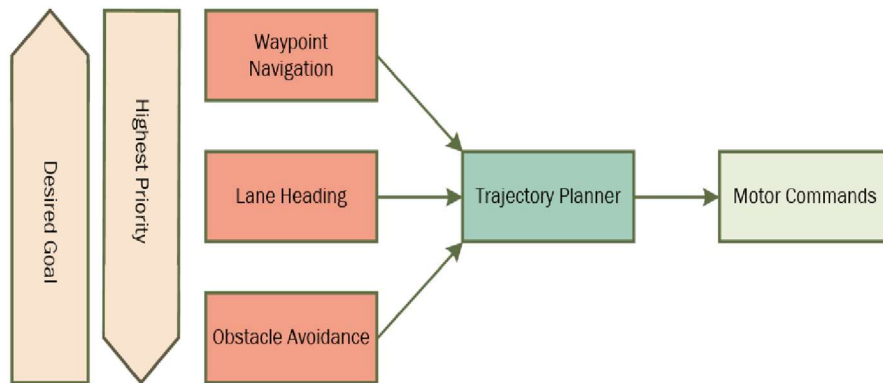 Desired Goal
Highest Priority
Waypoint
Navigation
Lane Heading
Obstacle Avoidance
Trajectory Planner
Motor Commands